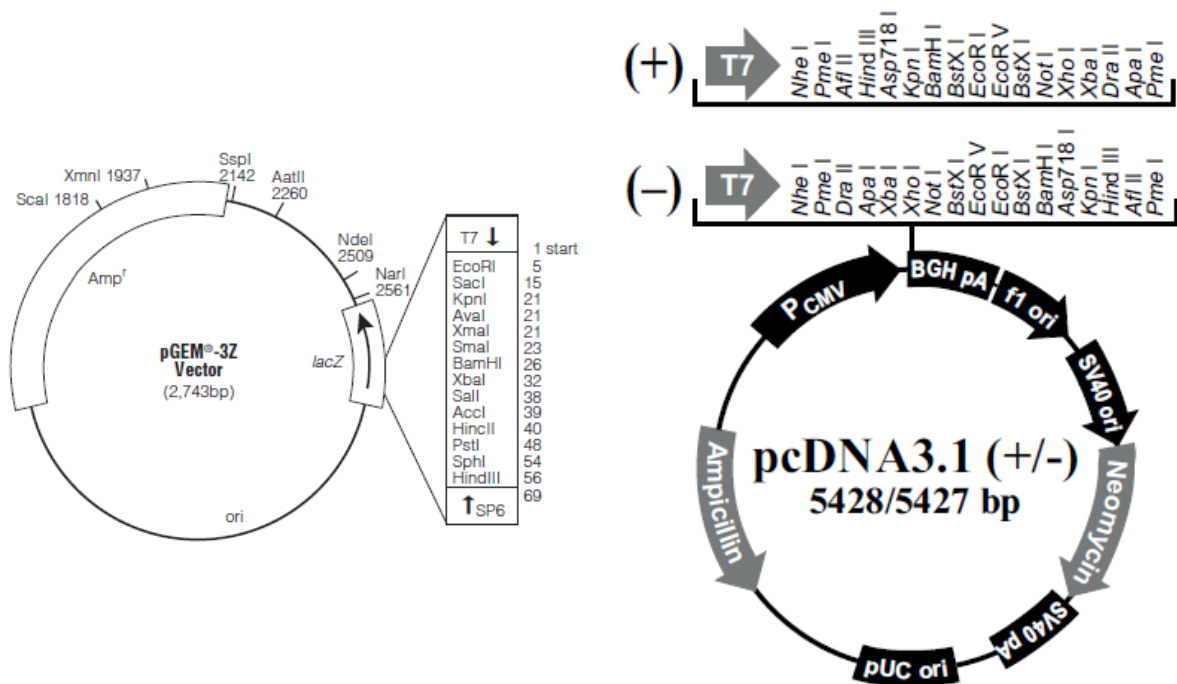 XmnI 1937
ScaI 1818
SspI
2142
AatII
2260
NdeI
2509
NarI
2561
Ampʳ
pGEM®-3Z
Vector
(2,743bp)
lacZ
ori
T7 ↓
1 start
EcoRI 5
SacI 15
KpnI 21
AvaI 21
XmaI 21
SmaI 23
BamHI 26
XbaI 32
SalI 38
AccI 39
HincII 40
PstI 48
SphI 54
HindIII 56
69
↑SP6
(+)
T7
Nhe I
Pme I
Afl II
Hind III
Asp718 I
Kpn I
BamH I
BstX I
EcoR I
EcoR V
BstX I
Not I
Xho I
Xba I
Dra II
Apa I
Pme I
(–)
T7
Nhe I
Pme I
Dra II
Apa I
Xba I
Xho I
Not I
BstX I
EcoR V
EcoR I
BstX I
BamH I
Asp718 I
Kpn I
Hind III
Afl II
Pme I
PCMV
BGH pA
f1 ori
SV40 ori
Neomycin
SV40 pA
pUC ori
Ampicillin
pcDNA3.1 (+/-)
5428/5427 bp